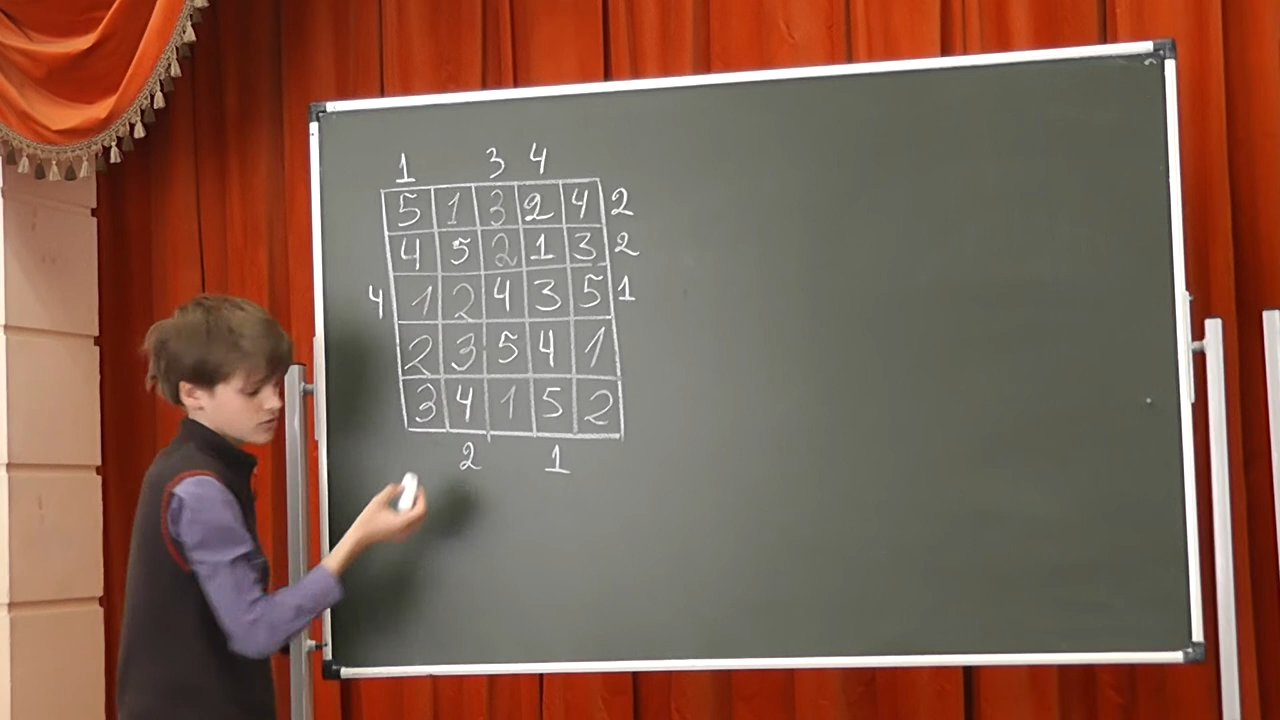 1 3 4
5 1 3 2 4 2
4 5 2 1 3 2
4 1 2 4 3 5 1
2 3 5 4 1
3 4 1 5 2
2 1